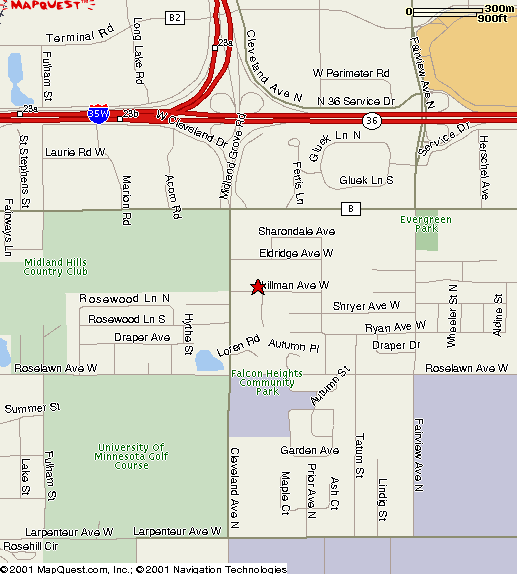 MAPQUEST™
B2
0 300m
900ft
Terminal Rd
Long Lake Rd
23a
Cleveland Ave N
Fairview Ave N
Fulham St
W Perimeter Rd
N 36 Service Dr
23a
35W
23b
W Cleveland Dr
36
Service Dr
St Stephens St
Laurie Rd W
Midland Grove Rd
Gluek Ln N
Herschel Ave
Marion Rd
Acorn Rd
Ferris Ln
Gluek Ln S
Fairways Ln
B
Evergreen
Park
Sharondale Ave
Eldridge Ave W
Midland Hills
Country Club
Skillman Ave W
Rosewood Ln N
Shryer Ave W
Wheeler St N
Alpine St
Rosewood Ln S
Hythe St
Ryan Ave W
Draper Ave
Loren Rd
Autumn Pl
Draper Dr
Roselawn Ave W
Roselawn Ave W
Falcon Heights
Community
Park
Autumn St
Summer St
University Of
Minnesota Golf
Course
Garden Ave
Lake St
Fulham St
Cleveland Ave N
Maple Ct
Prior Ave N
Ash Ct
Tatum St
Lindig St
Fairview Ave N
Larpenteur Ave W
Larpenteur Ave W
Rosehill Cir
©2001 MapQuest.com, Inc.; ©2001 Navigation Technologies